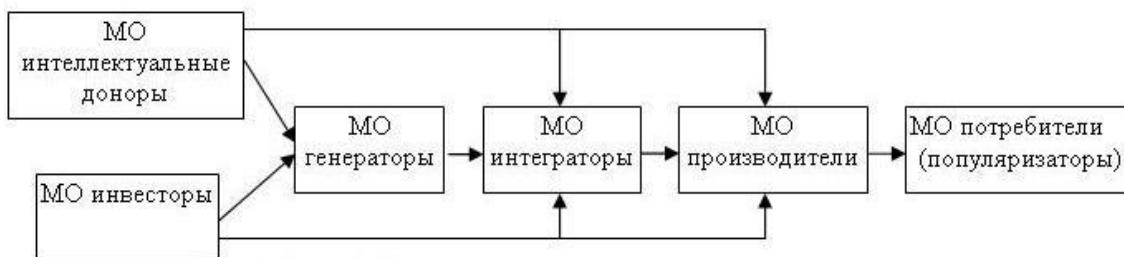 МО
интеллектуальные
доноры
МО
генераторы
МО
интеграторы
МО
производители
МО потребители
(популяризаторы)
МО инвесторы